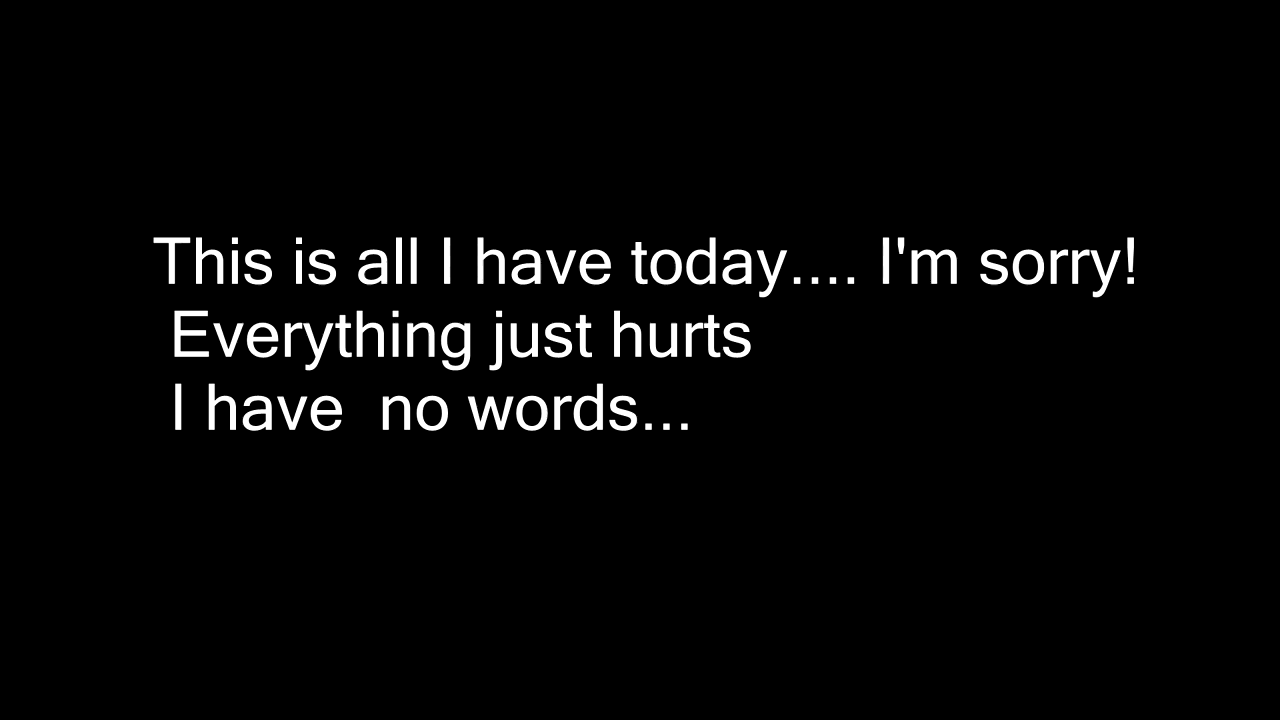 This is all I have today.... I'm sorry!
Everything just hurts
I have  no words...